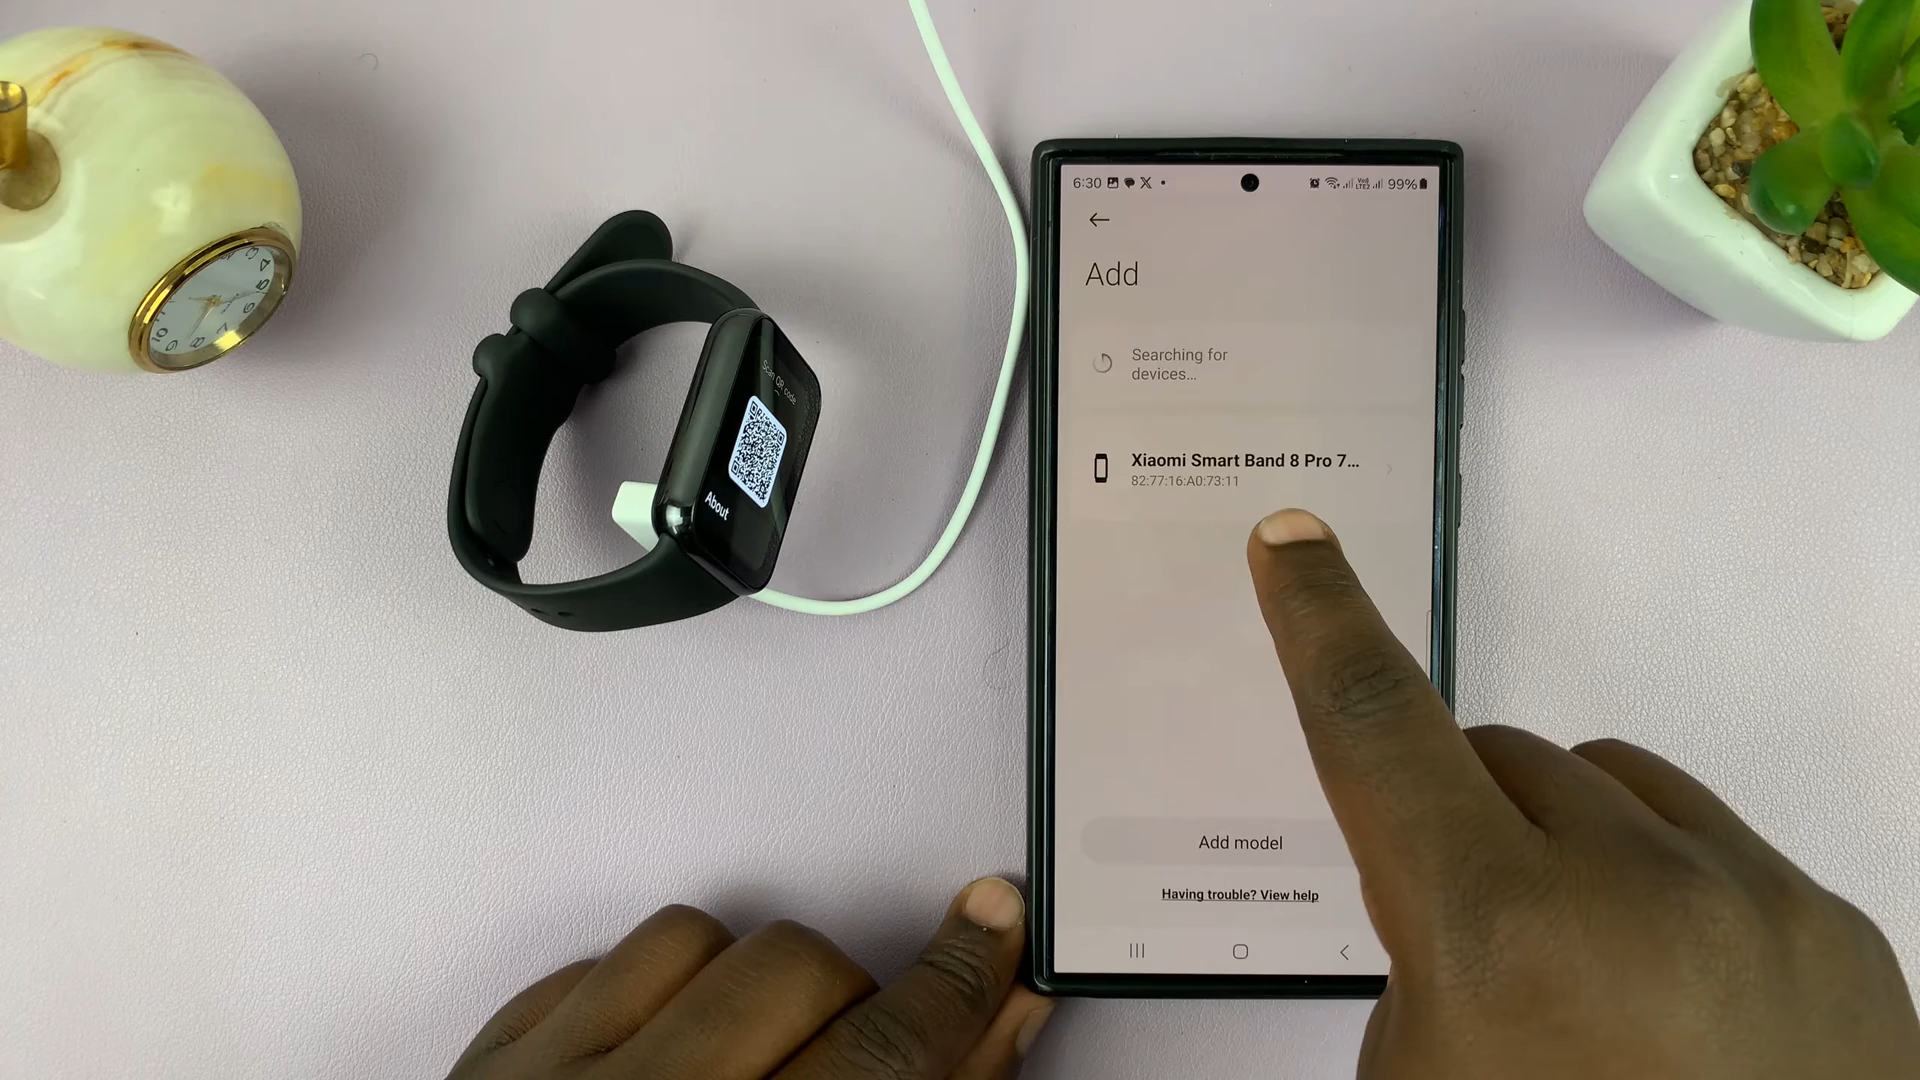 6:30
99%
Add
Searching for
devices...
Xiaomi Smart Band 8 Pro 7...
82:77:16:A0:73:11
Add model
Having trouble? View help
Scan QR code
About